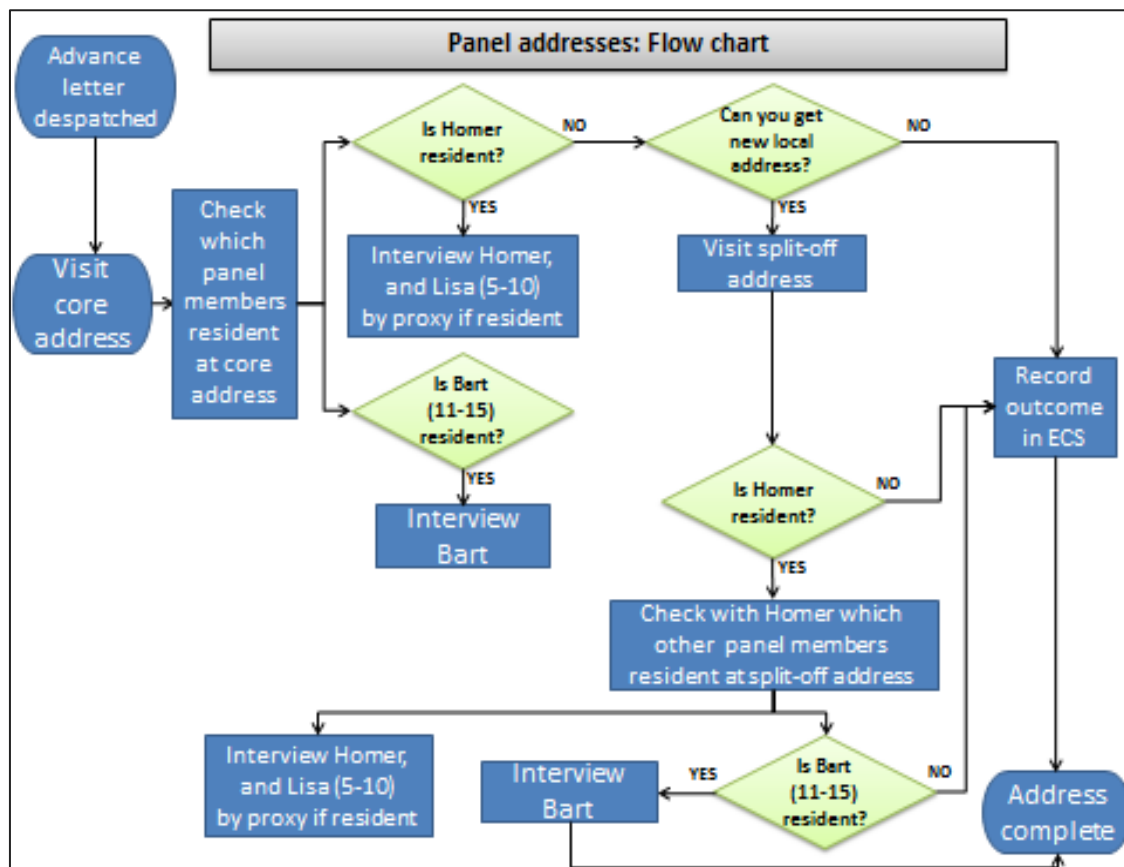 Panel addresses: Flow chart
Advance
letter
despatched
Visit
core
address
Check
which
panel
members
resident
at core
address
Is Homer
resident?
NO
YES
Can you get
new local
address?
NO
YES
Interview Homer,
and Lisa (5-10)
by proxy if resident
Visit split-off
address
Is Bart
(11-15)
resident?
YES
Interview
Bart
Record
outcome
in ECS
Is Homer
resident?
NO
YES
Check with Homer which
other panel members
resident at split-off address
Interview Homer,
and Lisa (5-10)
by proxy if resident
Interview
Bart
YES
Is Bart
(11-15)
resident?
NO
Address
complete